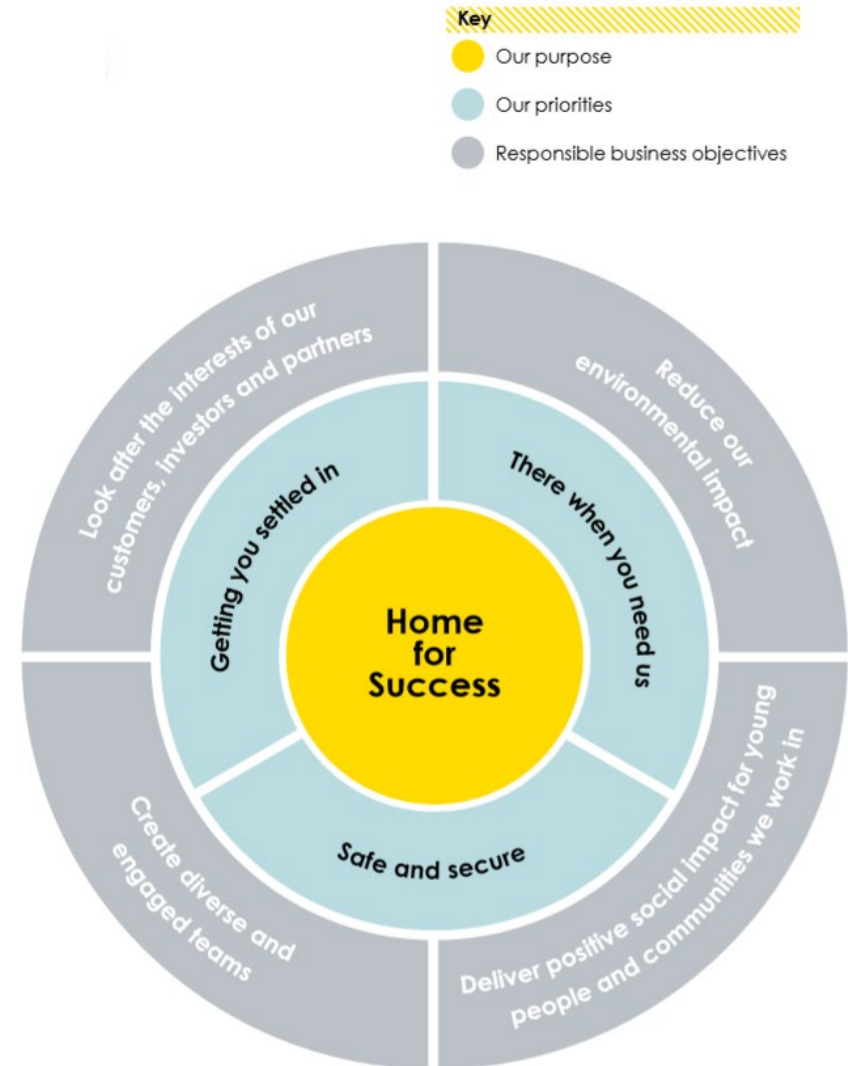 Key
Our purpose
Our priorities
Responsible business objectives
Look after the interests of our
customers, investors and partners
Reduce our
environmental impact
Getting you settled in
There when you need us
Home
for
Success
Safe and secure
Create diverse and
engaged teams
Deliver positive social impact for young
people and communities we work in